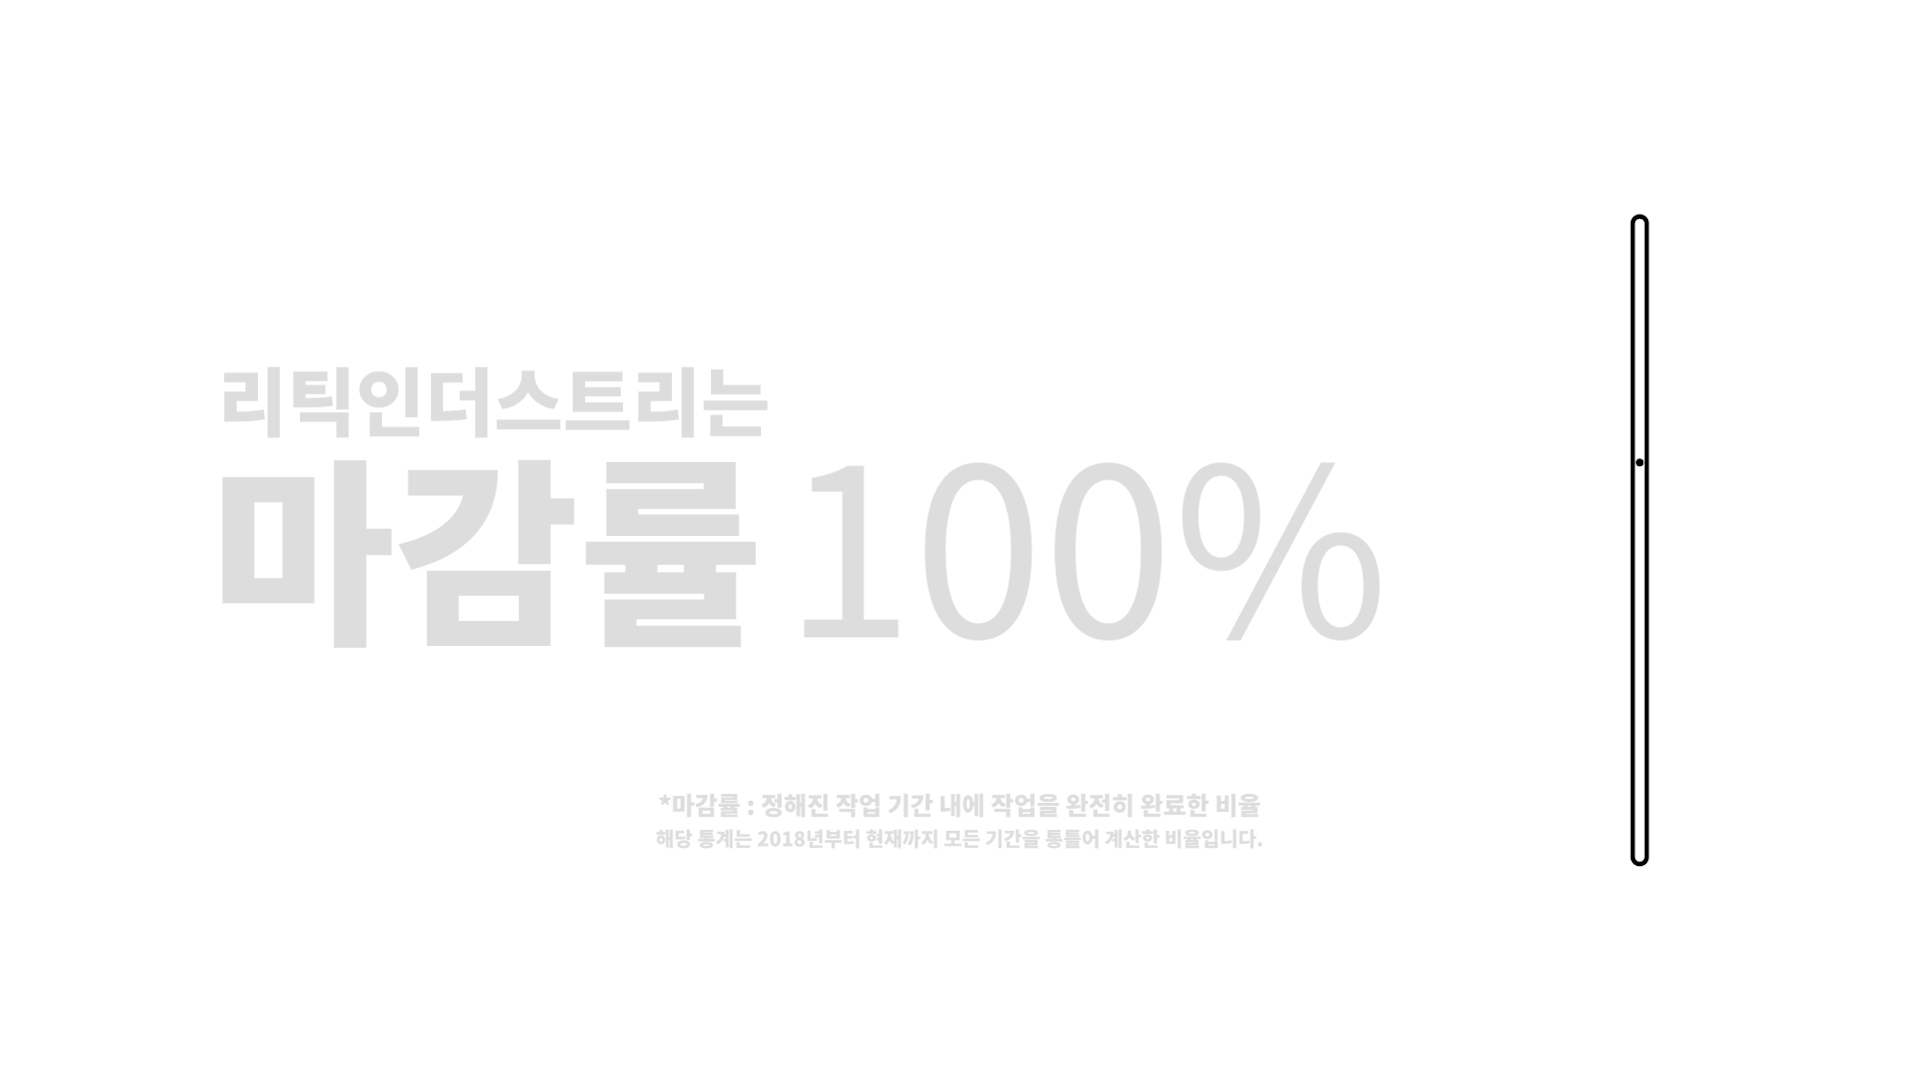 리틱인더스트리는
마감률 100%
*마감률 : 정해진 작업 기간 내에 작업을 완전히 완료한 비율
해당 통계는 2018년부터 현재까지 모든 기간을 통틀어 계산한 비율입니다.